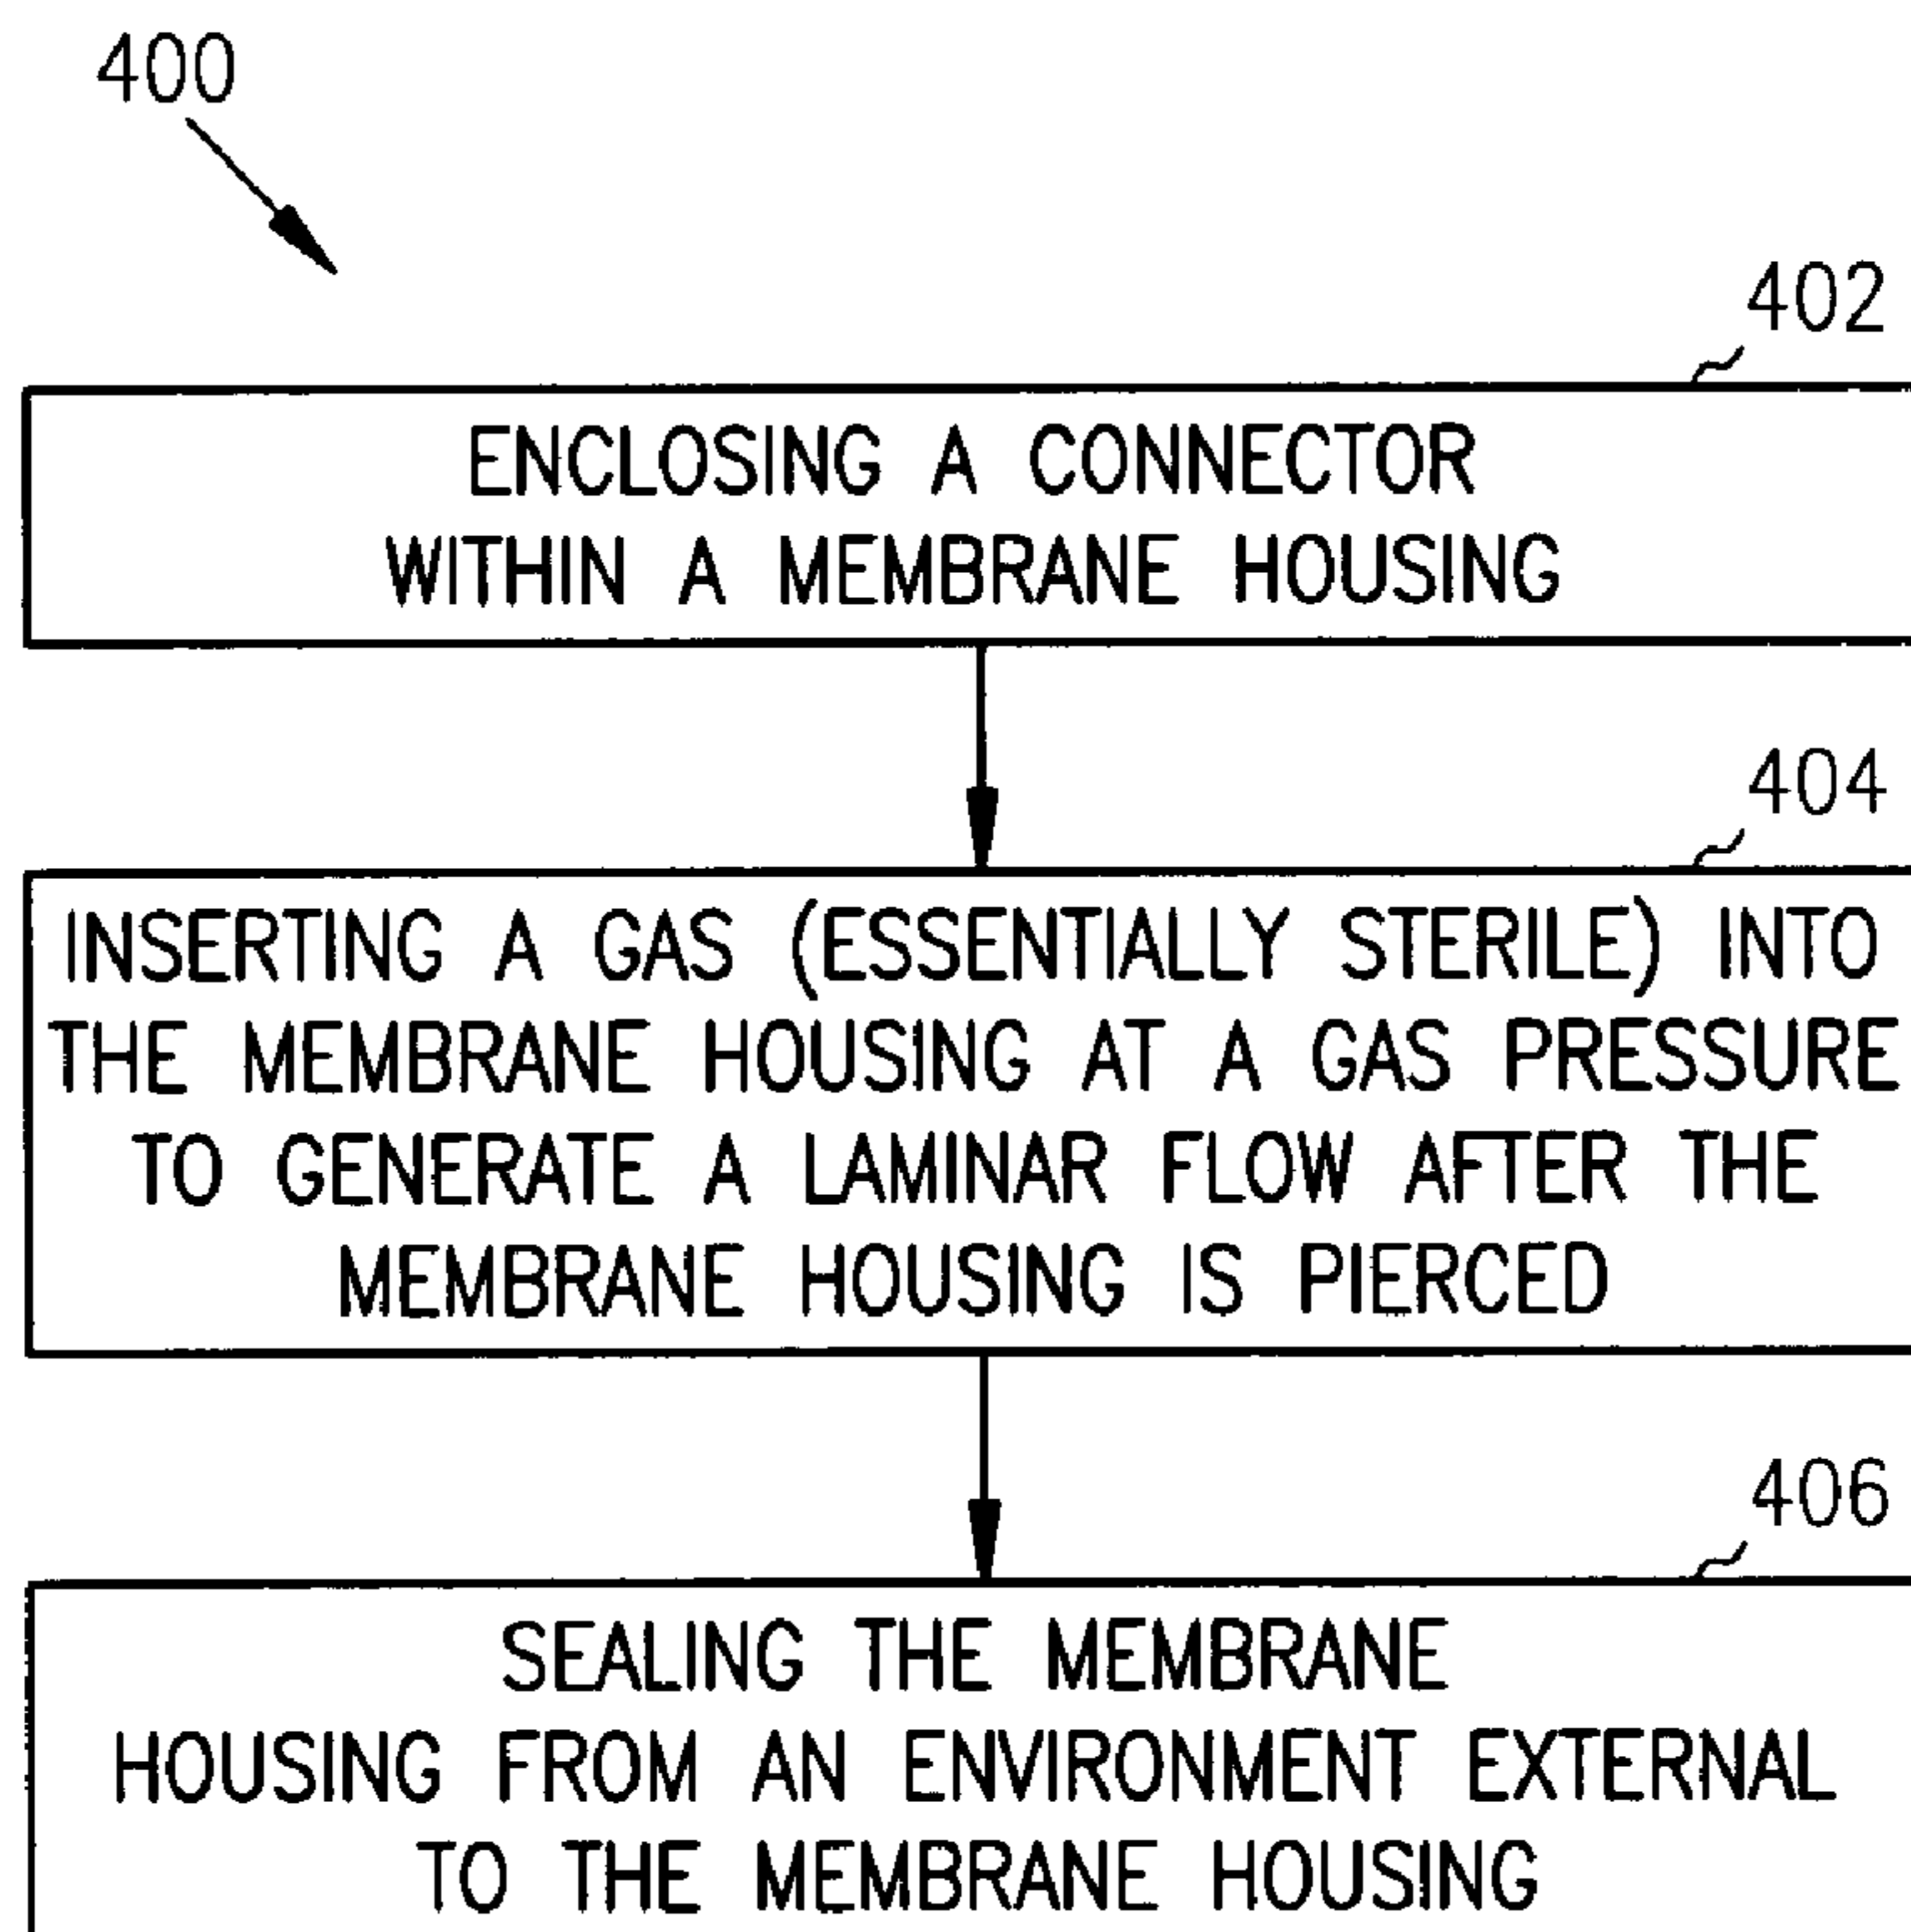 400
402
ENCLOSING A CONNECTOR
WITHIN A MEMBRANE HOUSING
404
INSERTING A GAS (ESSENTIALLY STERILE) INTO
THE MEMBRANE HOUSING AT A GAS PRESSURE
TO GENERATE A LAMINAR FLOW AFTER THE
MEMBRANE HOUSING IS PIERCED
406
SEALING THE MEMBRANE
HOUSING FROM AN ENVIRONMENT EXTERNAL
TO THE MEMBRANE HOUSING